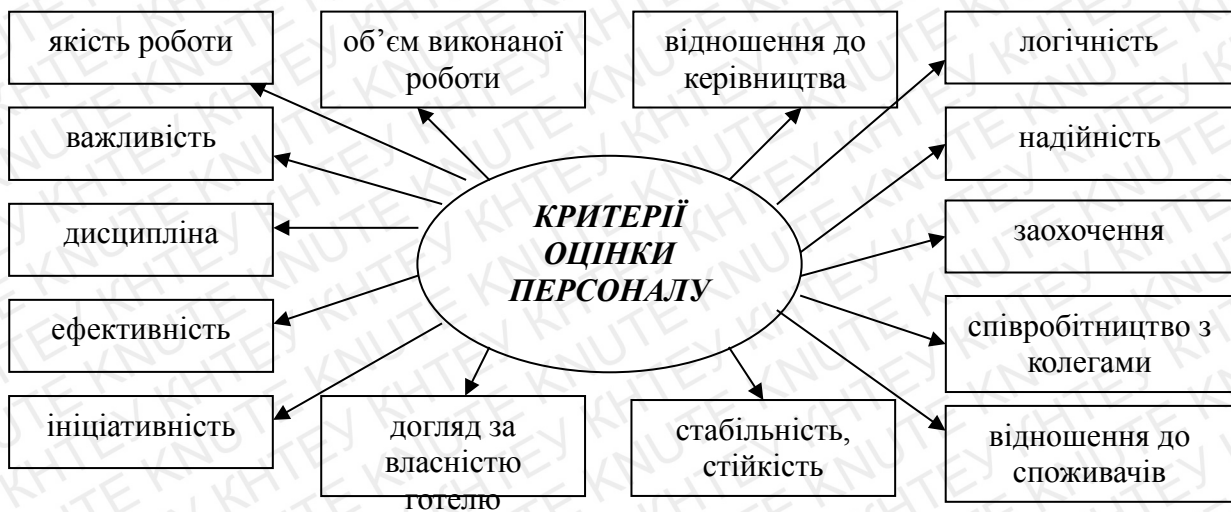 якість роботи
об’єм виконаної
роботи
відношення до
керівництва
логічність
важливість
надійність
дисципліна
КРИТЕРІЇ
ОЦІНКИ
ПЕРСОНАЛУ
заохочення
ефективність
співробітництво з
колегами
ініціативність
догляд за
власністю
готелю
стабільність,
стійкість
відношення до
споживачів